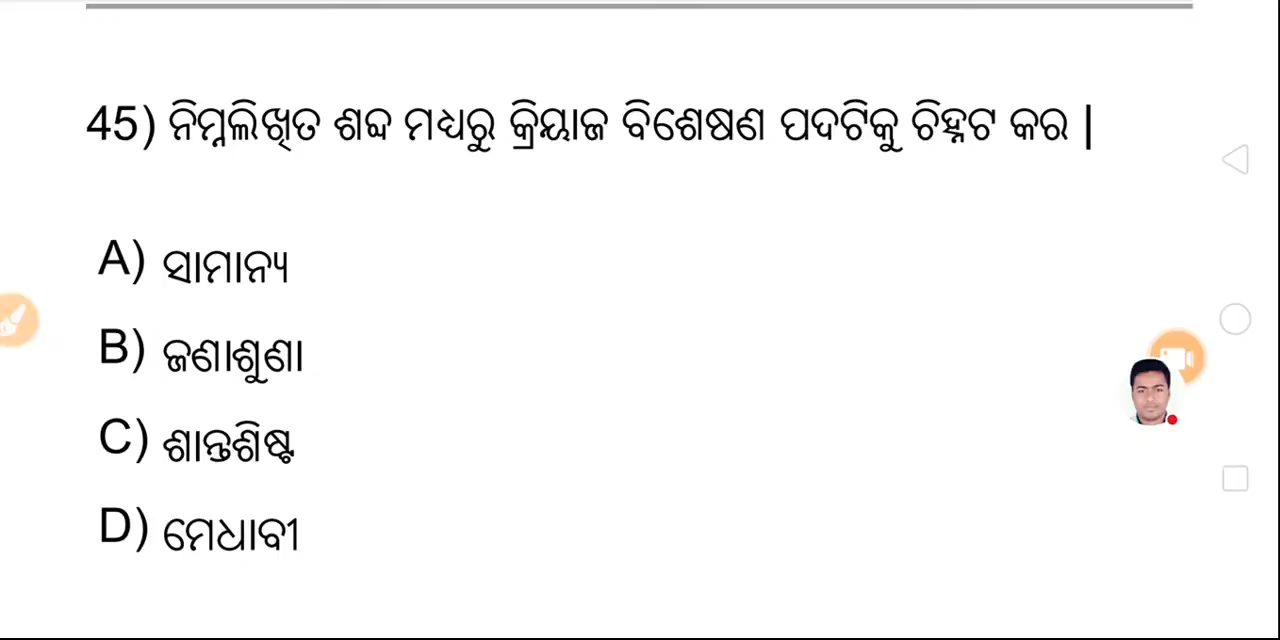 45) ନିମ୍ନଲିଖିତ ଶବ୍ଦ ମଧ୍ୟରୁ କ୍ରିୟାଜ ବିଶେଷଣ ପଦଟିକୁ ଚିହ୍ନଟ କର |
A) ସାମାନ୍ୟ
B) ଜଣାଶୁଣା
C) ଶାନ୍ତଶିଷ୍ଟ
D) ମେଧାବୀ